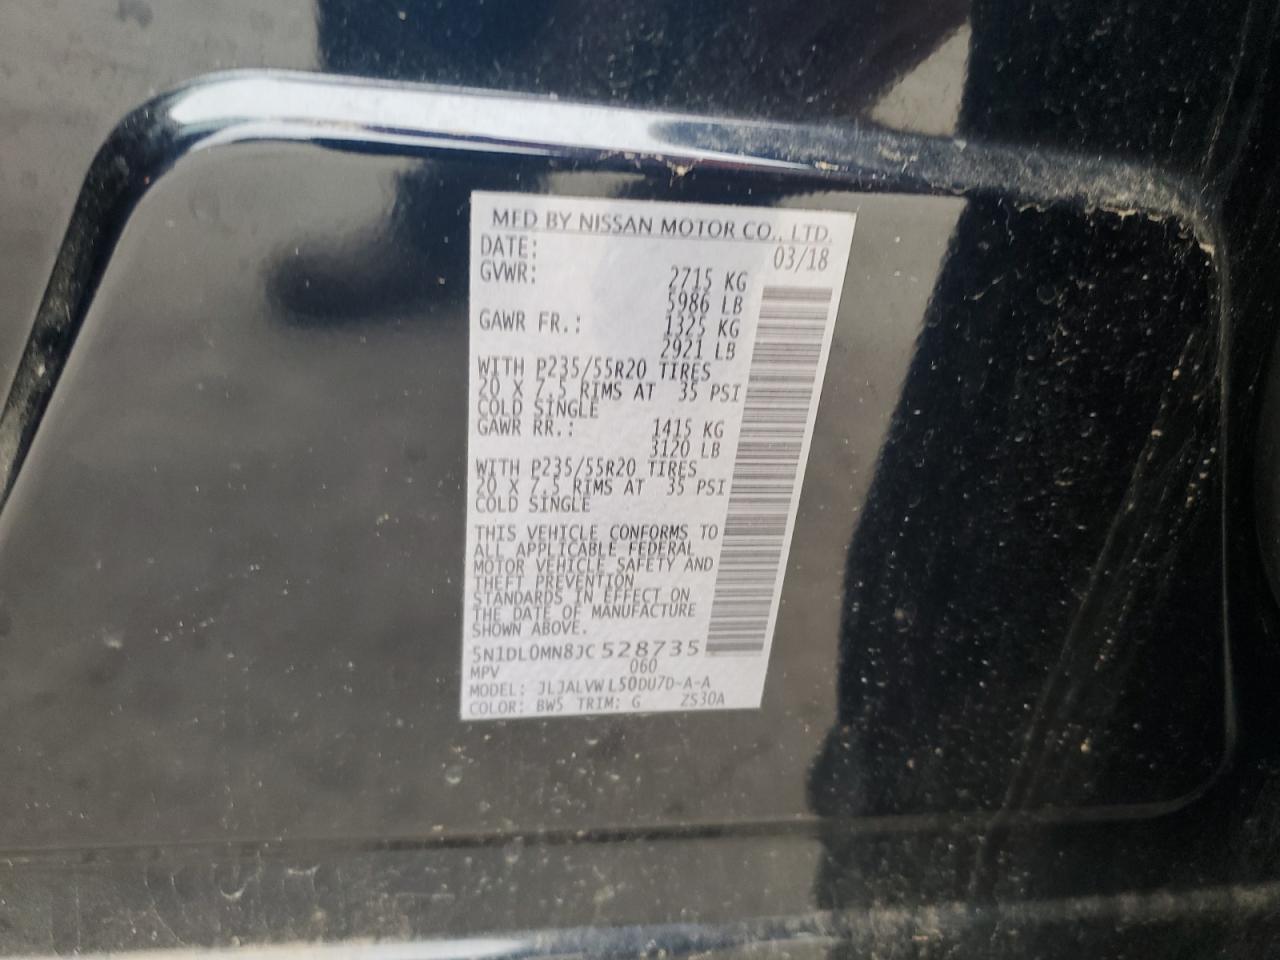 MFD BY NISSAN MOTOR CO., LTD.
DATE: 03/18
GVWR: 2715 KG
5986 LB
GAWR FR.: 1325 KG
2921 LB
WITH P235/55R20 TIRES
20 X 7.5 RIMS AT 35 PSI
COLD SINGLE
GAWR RR.: 1415 KG
3120 LB
WITH P235/55R20 TIRES
20 X 7.5 RIMS AT 35 PSI
COLD SINGLE
THIS VEHICLE CONFORMS TO
ALL APPLICABLE FEDERAL
MOTOR VEHICLE SAFETY AND
THEFT PREVENTION
STANDARDS IN EFFECT ON
THE DATE OF MANUFACTURE
SHOWN ABOVE.
5N1DL0MN8JC528735
MPV 060
MODEL: JLJALVWL50DU7D-A-A
COLOR: BW5 TRIM: G ZS30A